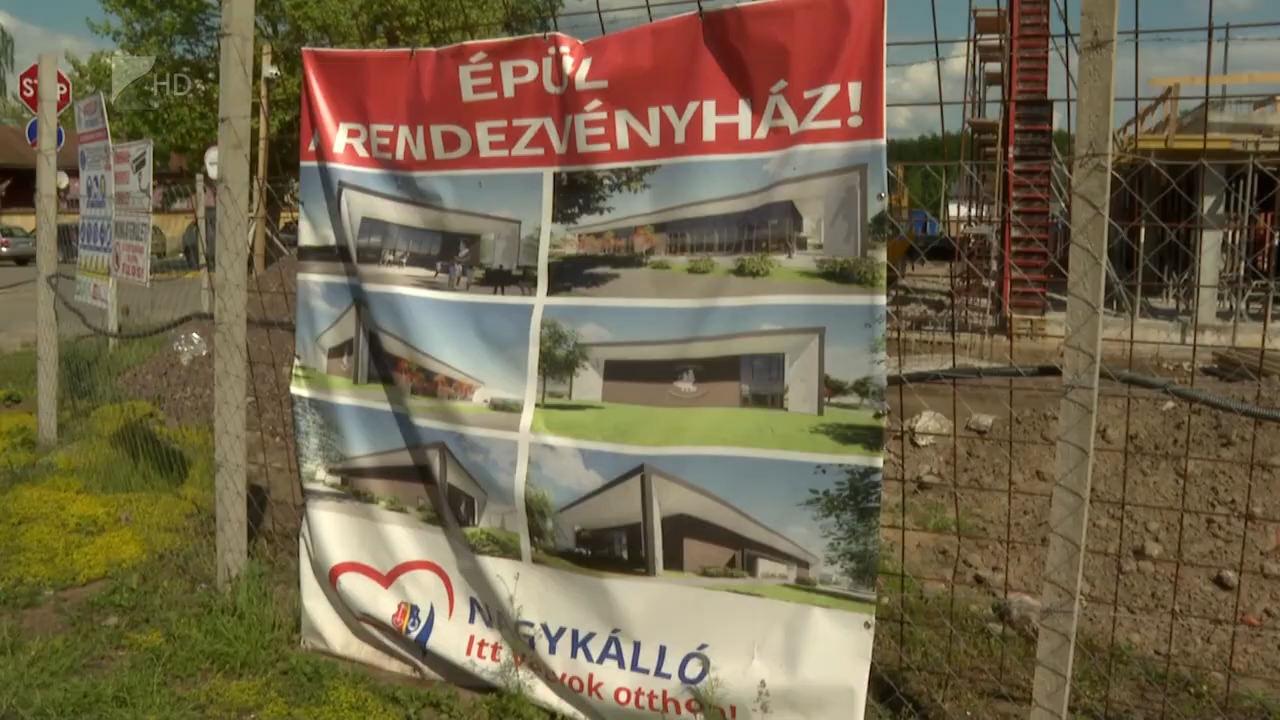 STOP
HD
ÉPÜL
A RENDEZVÉNYHÁZ!
NAGYKÁLLÓ
Itt vagyok otthon!